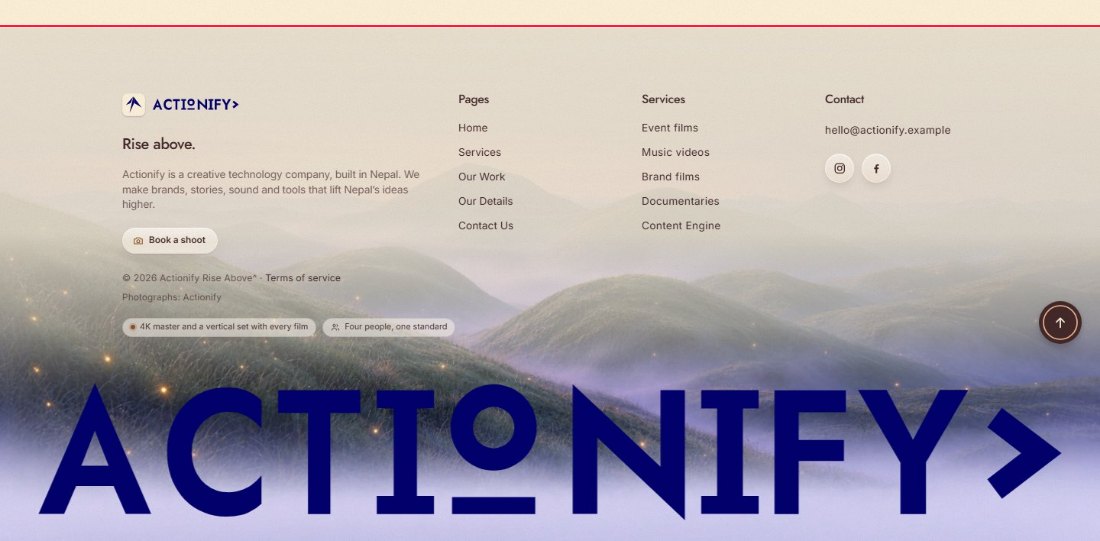 ACTIONIFY>
Rise above.
Actionify is a creative technology company, built in Nepal. We
make brands, stories, sound and tools that lift Nepal's ideas
higher.
Book a shoot
© 2026 Actionify Rise Above^ · Terms of service
Photographs: Actionify
4K master and a vertical set with every film
Four people, one standard
Pages
Home
Services
Our Work
Our Details
Contact Us
Services
Event films
Music videos
Brand films
Documentaries
Content Engine
Contact
hello@actionify.example
ACTIONIFY>